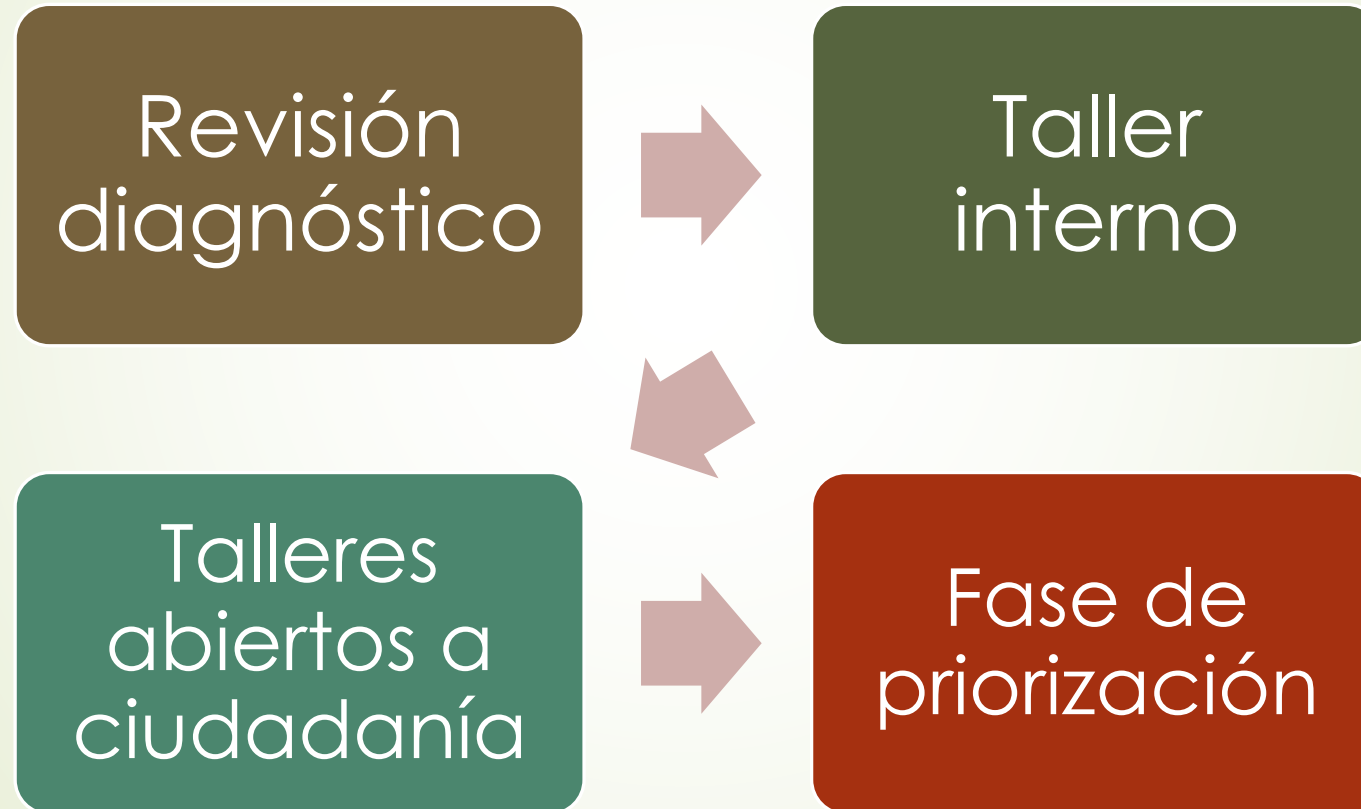 Revisión
diagnóstico
Taller
interno
Talleres
abiertos a
ciudadanía
Fase de
priorización